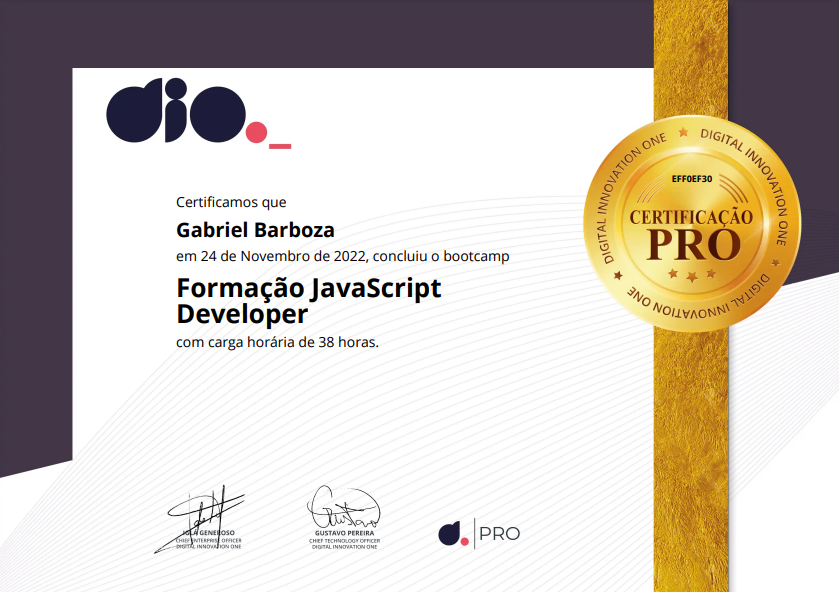 dio.
Certificamos que
Gabriel Barboza
em 24 de Novembro de 2022, concluiu o bootcamp
Formação JavaScript
Developer
com carga horária de 38 horas.
DIGITAL INNOVATION ONE
DIGITAL INNOVATION ONE
DIGITAL INNOVATION ONE
EFF0EF30
CERTIFICAÇÃO
PRO
IGLÁ GENEROSO
CHIEF ENTERPRISE OFFICER
DIGITAL INNOVATION ONE
GUSTAVO PEREIRA
CHIEF TECHNOLOGY OFFICER
DIGITAL INNOVATION ONE
d. PRO